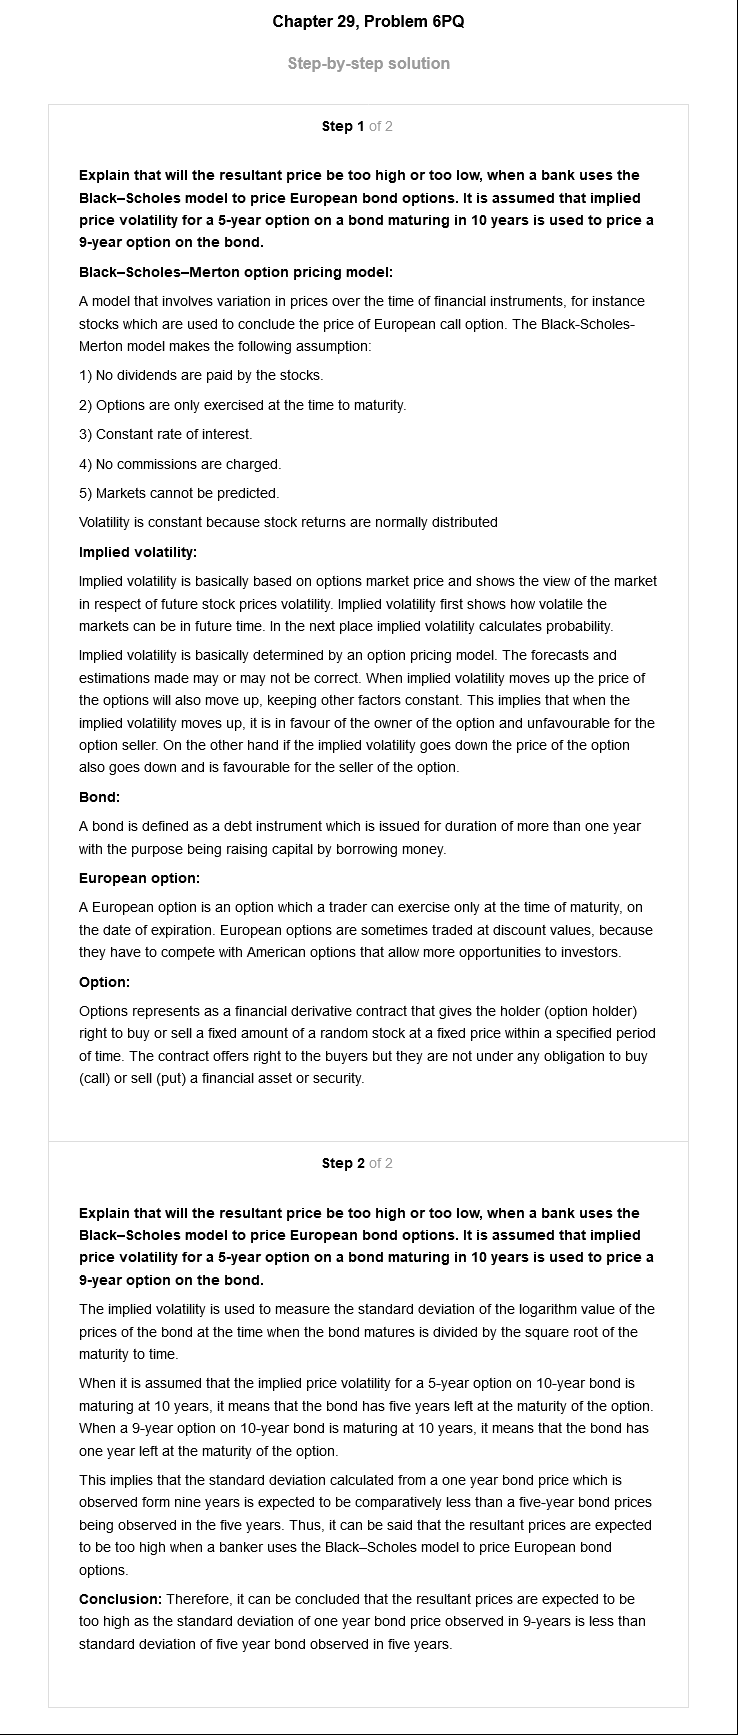 Chapter 29, Problem 6PQ
Step-by-step solution
Step 1 of 2
Explain that will the resultant price be too high or too low, when a bank uses the
Black–Scholes model to price European bond options. It is assumed that implied
price volatility for a 5-year option on a bond maturing in 10 years is used to price a
9-year option on the bond.
Black–Scholes–Merton option pricing model:
A model that involves variation in prices over the time of financial instruments, for instance
stocks which are used to conclude the price of European call option. The Black-Scholes-
Merton model makes the following assumption:
1) No dividends are paid by the stocks.
2) Options are only exercised at the time to maturity.
3) Constant rate of interest.
4) No commissions are charged.
5) Markets cannot be predicted.
Volatility is constant because stock returns are normally distributed
Implied volatility:
Implied volatility is basically based on options market price and shows the view of the market
in respect of future stock prices volatility. Implied volatility first shows how volatile the
markets can be in future time. In the next place implied volatility calculates probability.
Implied volatility is basically determined by an option pricing model. The forecasts and
estimations made may or may not be correct. When implied volatility moves up the price of
the options will also move up, keeping other factors constant. This implies that when the
implied volatility moves up, it is in favour of the owner of the option and unfavourable for the
option seller. On the other hand if the implied volatility goes down the price of the option
also goes down and is favourable for the seller of the option.
Bond:
A bond is defined as a debt instrument which is issued for duration of more than one year
with the purpose being raising capital by borrowing money.
European option:
A European option is an option which a trader can exercise only at the time of maturity, on
the date of expiration. European options are sometimes traded at discount values, because
they have to compete with American options that allow more opportunities to investors.
Option:
Options represents as a financial derivative contract that gives the holder (option holder)
right to buy or sell a fixed amount of a random stock at a fixed price within a specified period
of time. The contract offers right to the buyers but they are not under any obligation to buy
(call) or sell (put) a financial asset or security.
Step 2 of 2
Explain that will the resultant price be too high or too low, when a bank uses the
Black–Scholes model to price European bond options. It is assumed that implied
price volatility for a 5-year option on a bond maturing in 10 years is used to price a
9-year option on the bond.
The implied volatility is used to measure the standard deviation of the logarithm value of the
prices of the bond at the time when the bond matures is divided by the square root of the
maturity to time.
When it is assumed that the implied price volatility for a 5-year option on 10-year bond is
maturing at 10 years, it means that the bond has five years left at the maturity of the option.
When a 9-year option on 10-year bond is maturing at 10 years, it means that the bond has
one year left at the maturity of the option.
This implies that the standard deviation calculated from a one year bond price which is
observed form nine years is expected to be comparatively less than a five-year bond prices
being observed in the five years. Thus, it can be said that the resultant prices are expected
to be too high when a banker uses the Black–Scholes model to price European bond
options.
Conclusion: Therefore, it can be concluded that the resultant prices are expected to be
too high as the standard deviation of one year bond price observed in 9-years is less than
standard deviation of five year bond observed in five years.